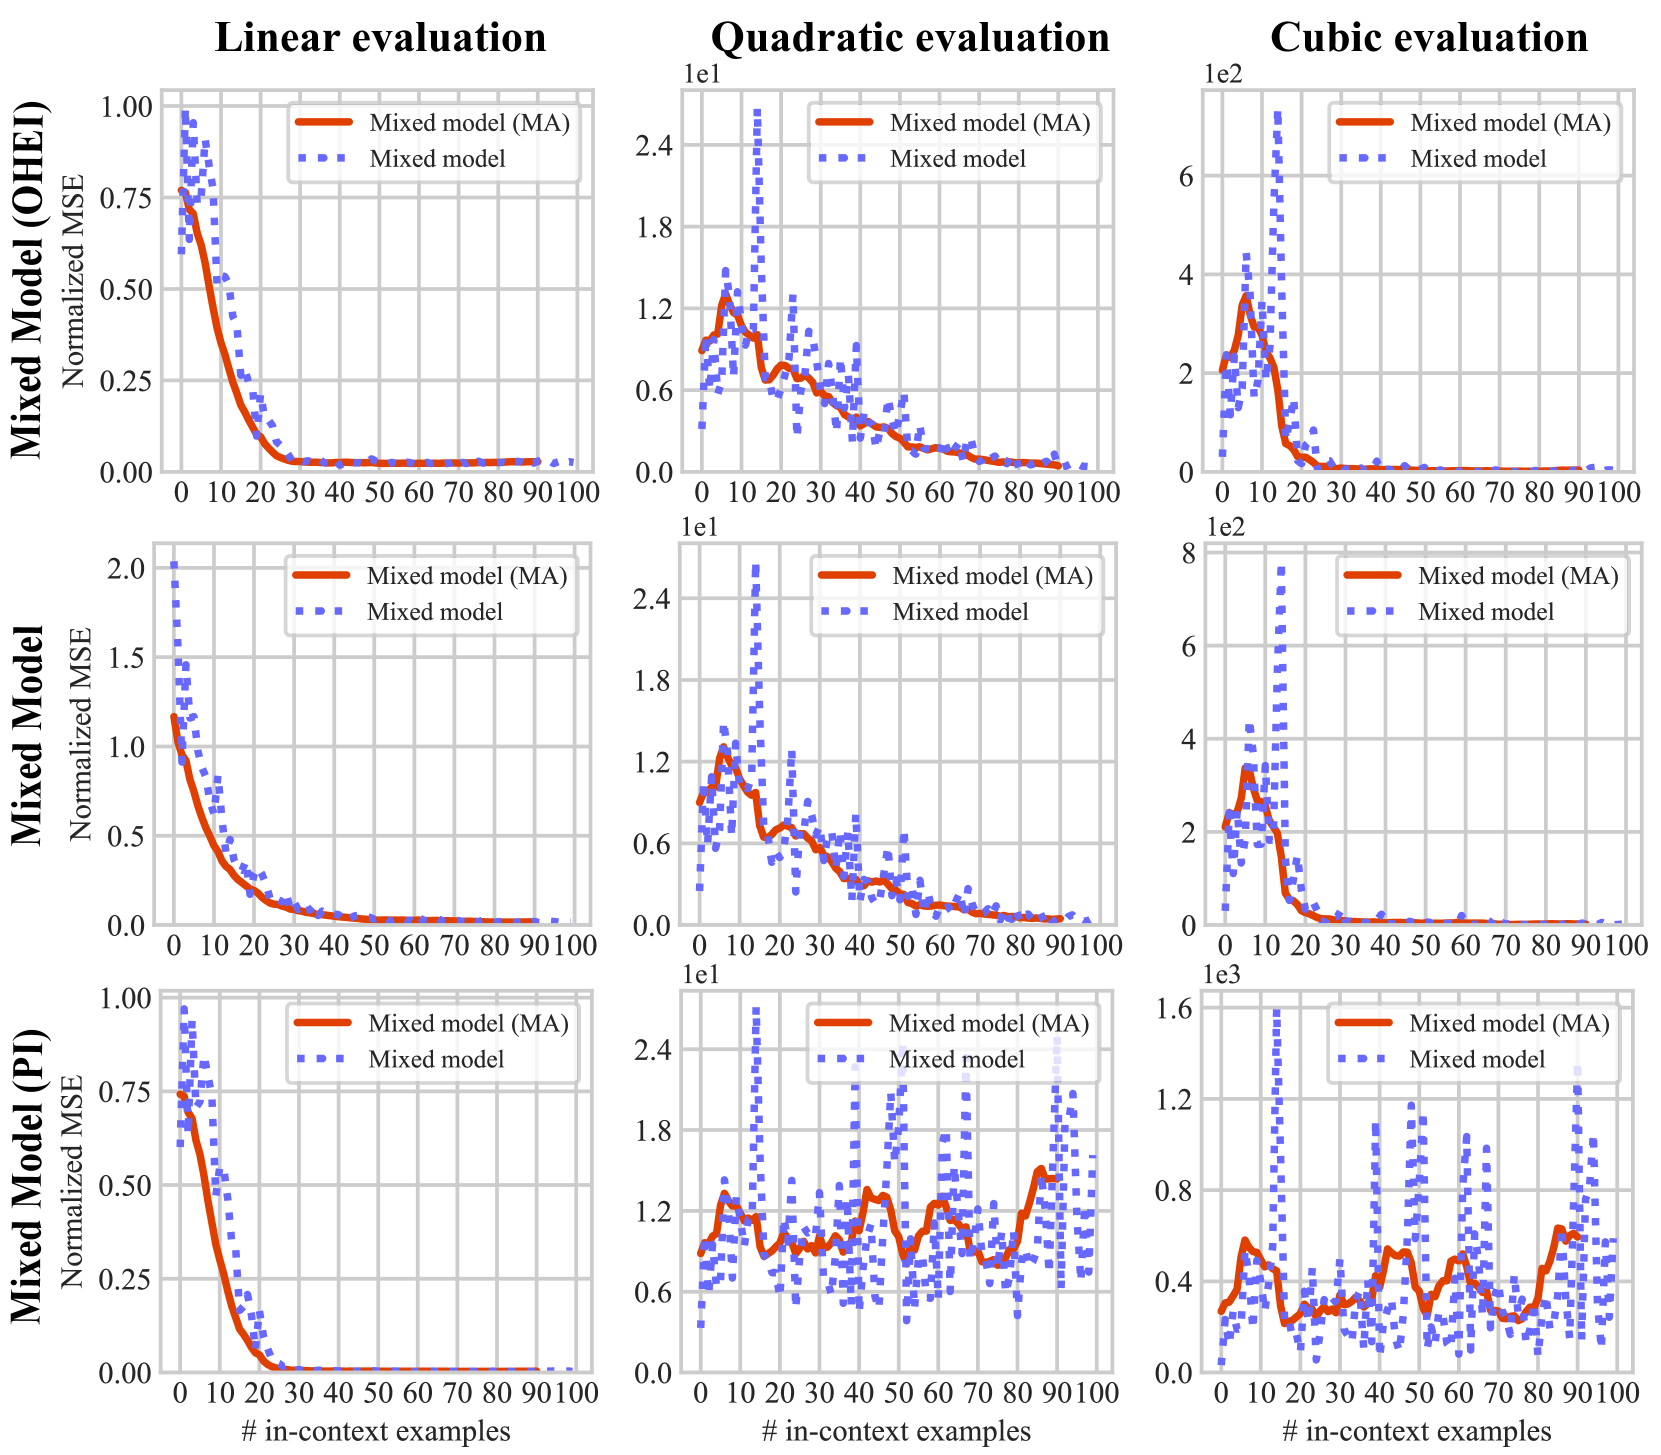 Linear evaluation
Quadratic evaluation
Cubic evaluation
Mixed Model (OHEI)
Normalized MSE
1.00
0.75
0.50
0.25
0.00
Mixed model (MA)
Mixed model
0 10 20 30 40 50 60 70 80 90 100
1e1
2.4
1.8
1.2
0.6
0.0
Mixed model (MA)
Mixed model
0 10 20 30 40 50 60 70 80 90 100
1e2
6
4
2
0
Mixed model (MA)
Mixed model
0 10 20 30 40 50 60 70 80 90 100
Mixed Model
Normalized MSE
2.0
1.5
1.0
0.5
0.0
Mixed model (MA)
Mixed model
0 10 20 30 40 50 60 70 80 90 100
1e1
2.4
1.8
1.2
0.6
0.0
Mixed model (MA)
Mixed model
0 10 20 30 40 50 60 70 80 90 100
1e2
8
6
4
2
0
Mixed model (MA)
Mixed model
0 10 20 30 40 50 60 70 80 90 100
Mixed Model (PI)
Normalized MSE
1.00
0.75
0.50
0.25
0.00
Mixed model (MA)
Mixed model
0 10 20 30 40 50 60 70 80 90 100
# in-context examples
1e1
2.4
1.8
1.2
0.6
0.0
Mixed model (MA)
Mixed model
0 10 20 30 40 50 60 70 80 90 100
# in-context examples
1e3
1.6
1.2
0.8
0.4
0.0
Mixed model (MA)
Mixed model
0 10 20 30 40 50 60 70 80 90 100
# in-context examples